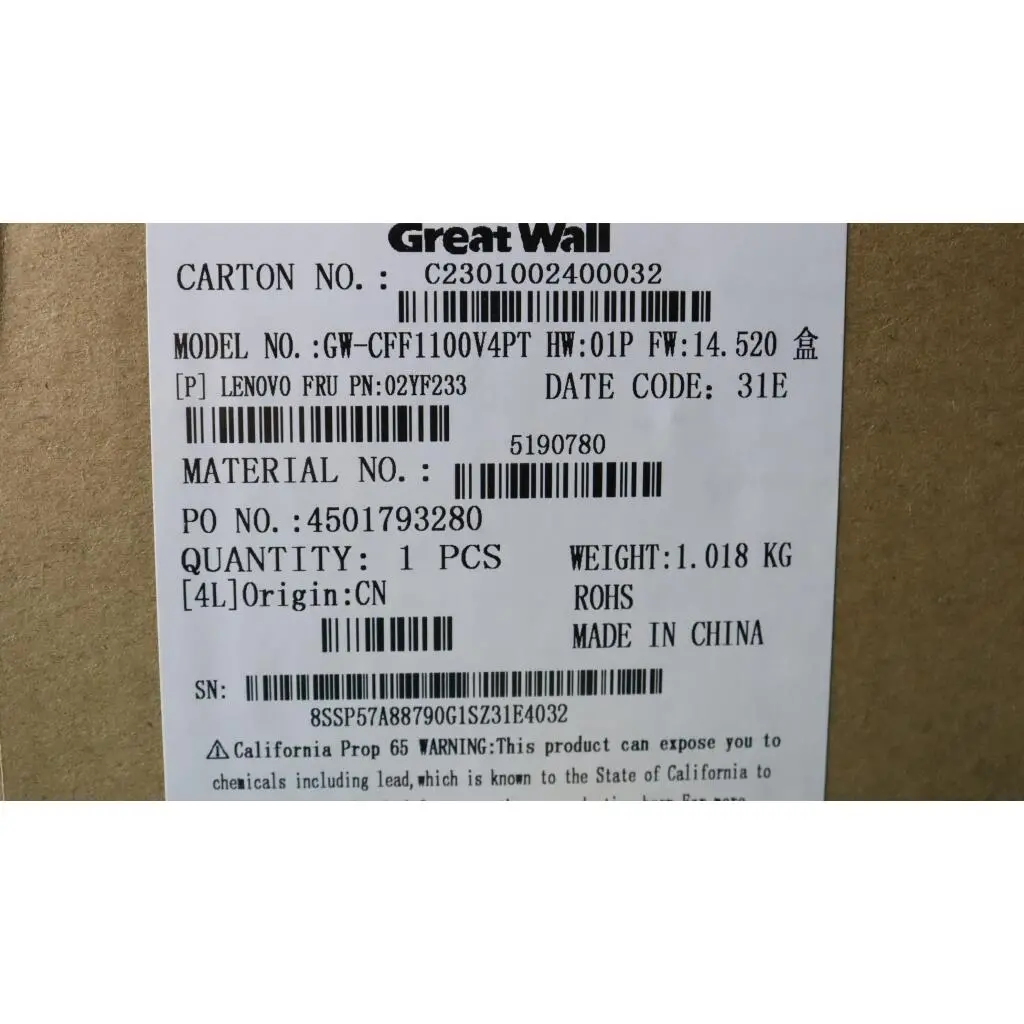 Great Wall
CARTON NO.: C2301002400032
MODEL NO.:GW-CFF1100V4PT HW:01P FW:14.520 盒
[P] LENOVO FRU PN:02YF233 DATE CODE: 31E
5190780
MATERIAL NO.:
PO NO.:4501793280
QUANTITY: 1 PCS WEIGHT:1.018 KG
[4L]Origin:CN ROHS
MADE IN CHINA
SN:
8SSP57A88790G1SZ31E4032
⚠California Prop 65 WARNING:This product can expose you to
chemicals including lead,which is known to the State of California to